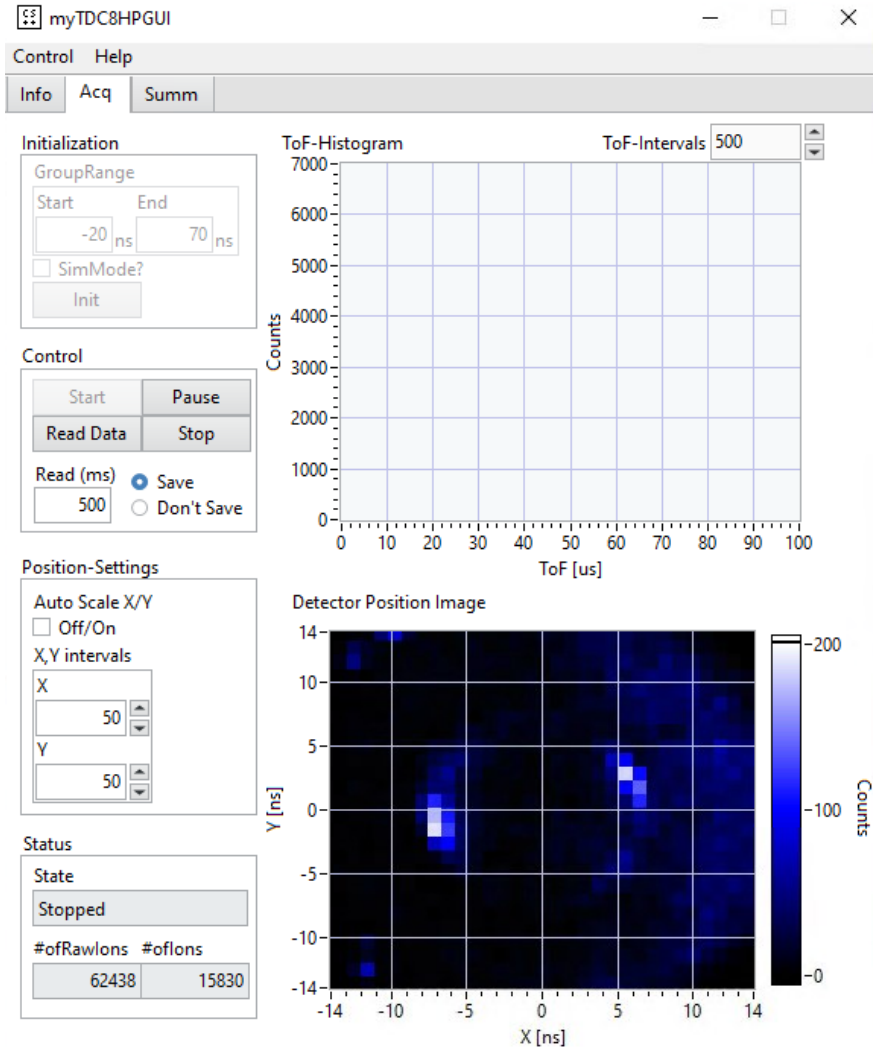 myTDC8HPGUI
Control Help
Info Acq Summ
Initialization
GroupRange
Start End
-20 ns 70 ns
SimMode?
Init
Control
Start Pause
Read Data Stop
Read (ms)
500
Save
Don't Save
Position-Settings
Auto Scale X/Y
Off/On
X,Y intervals
X
50
Y
50
Status
State
Stopped
#ofRawIons #ofIons
62438 15830
ToF-Histogram
ToF-Intervals 500
7000
6000
5000
4000
3000
2000
1000
0
Counts
0 10 20 30 40 50 60 70 80 90 100
ToF [us]
Detector Position Image
14
10
5
0
-5
-10
-14
Y [ns]
-14 -10 -5 0 5 10 14
X [ns]
200
100
0
Counts